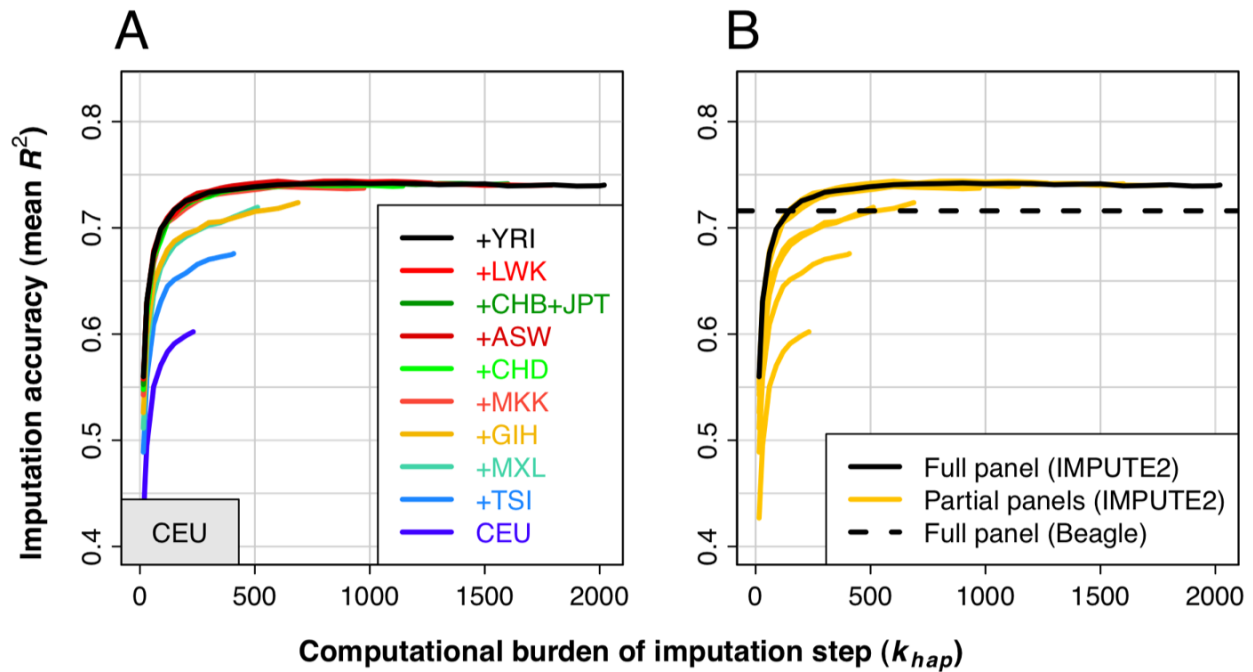 A
B
Imputation accuracy (mean R²)
0.8
0.7
0.6
0.5
0.4
+YRI
+LWK
+CHB+JPT
+ASW
+CHD
+MKK
+GIH
+MXL
+TSI
CEU
CEU
0 500 1000 1500 2000
0.8
0.7
0.6
0.5
0.4
Full panel (IMPUTE2)
Partial panels (IMPUTE2)
Full panel (Beagle)
0 500 1000 1500 2000
Computational burden of imputation step (k_hap)